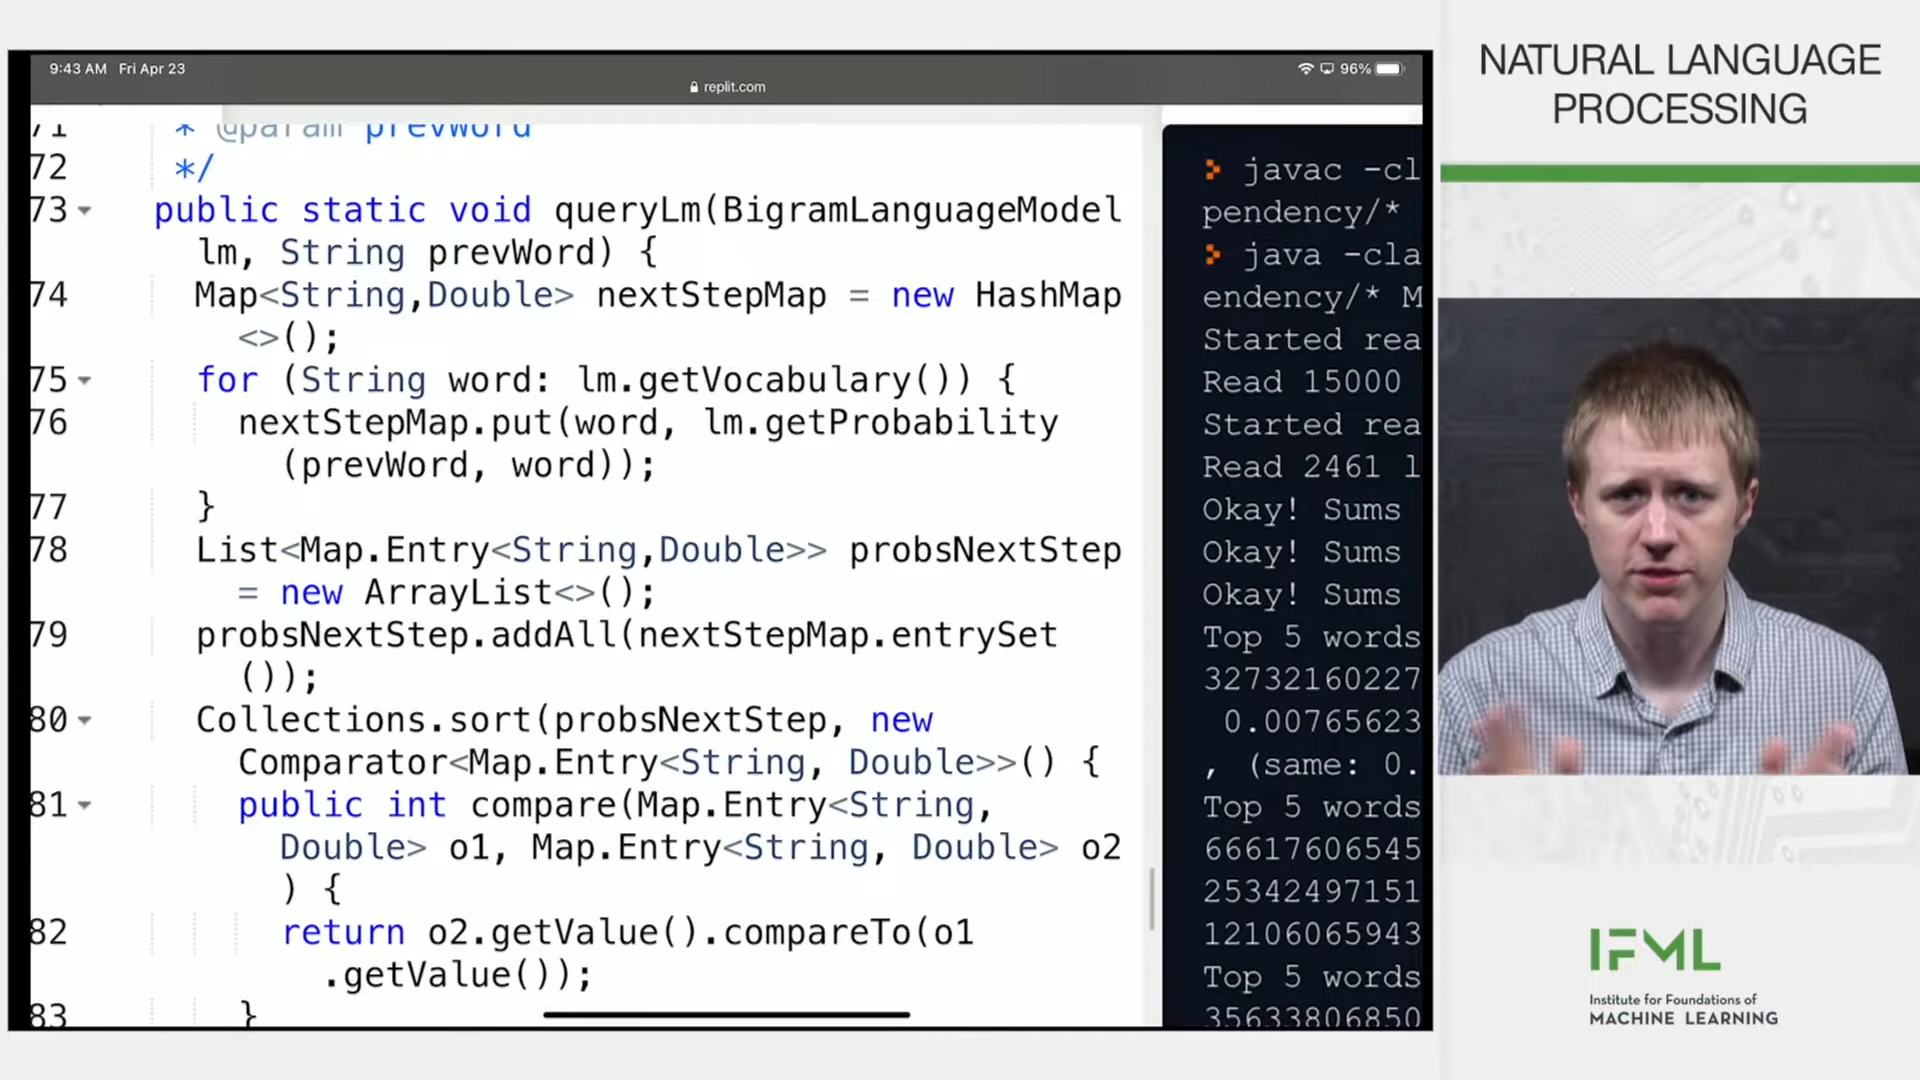 9:43 AM Fri Apr 23
96%
replit.com
71 * @param prevWord
72 */
73 public static void queryLm(BigramLanguageModel
lm, String prevWord) {
74 Map<String,Double> nextStepMap = new HashMap
<>();
75 for (String word: lm.getVocabulary()) {
76 nextStepMap.put(word, lm.getProbability
(prevWord, word));
77 }
78 List<Map.Entry<String,Double>> probsNextStep
= new ArrayList<>();
79 probsNextStep.addAll(nextStepMap.entrySet
());
80 Collections.sort(probsNextStep, new
Comparator<Map.Entry<String, Double>>() {
81 public int compare(Map.Entry<String,
Double> o1, Map.Entry<String, Double> o2
) {
82 return o2.getValue().compareTo(o1
.getValue());
83 }
javac -cl
pendency/*
java -cla
endency/* M
Started rea
Read 15000
Started rea
Read 2461 l
Okay! Sums
Okay! Sums
Okay! Sums
Top 5 words
32732160227
0.00765623
, (same: 0.
Top 5 words
66617606545
25342497151
12106065943
Top 5 words
35633806850
NATURAL LANGUAGE
PROCESSING
IFML
Institute for Foundations of
MACHINE LEARNING